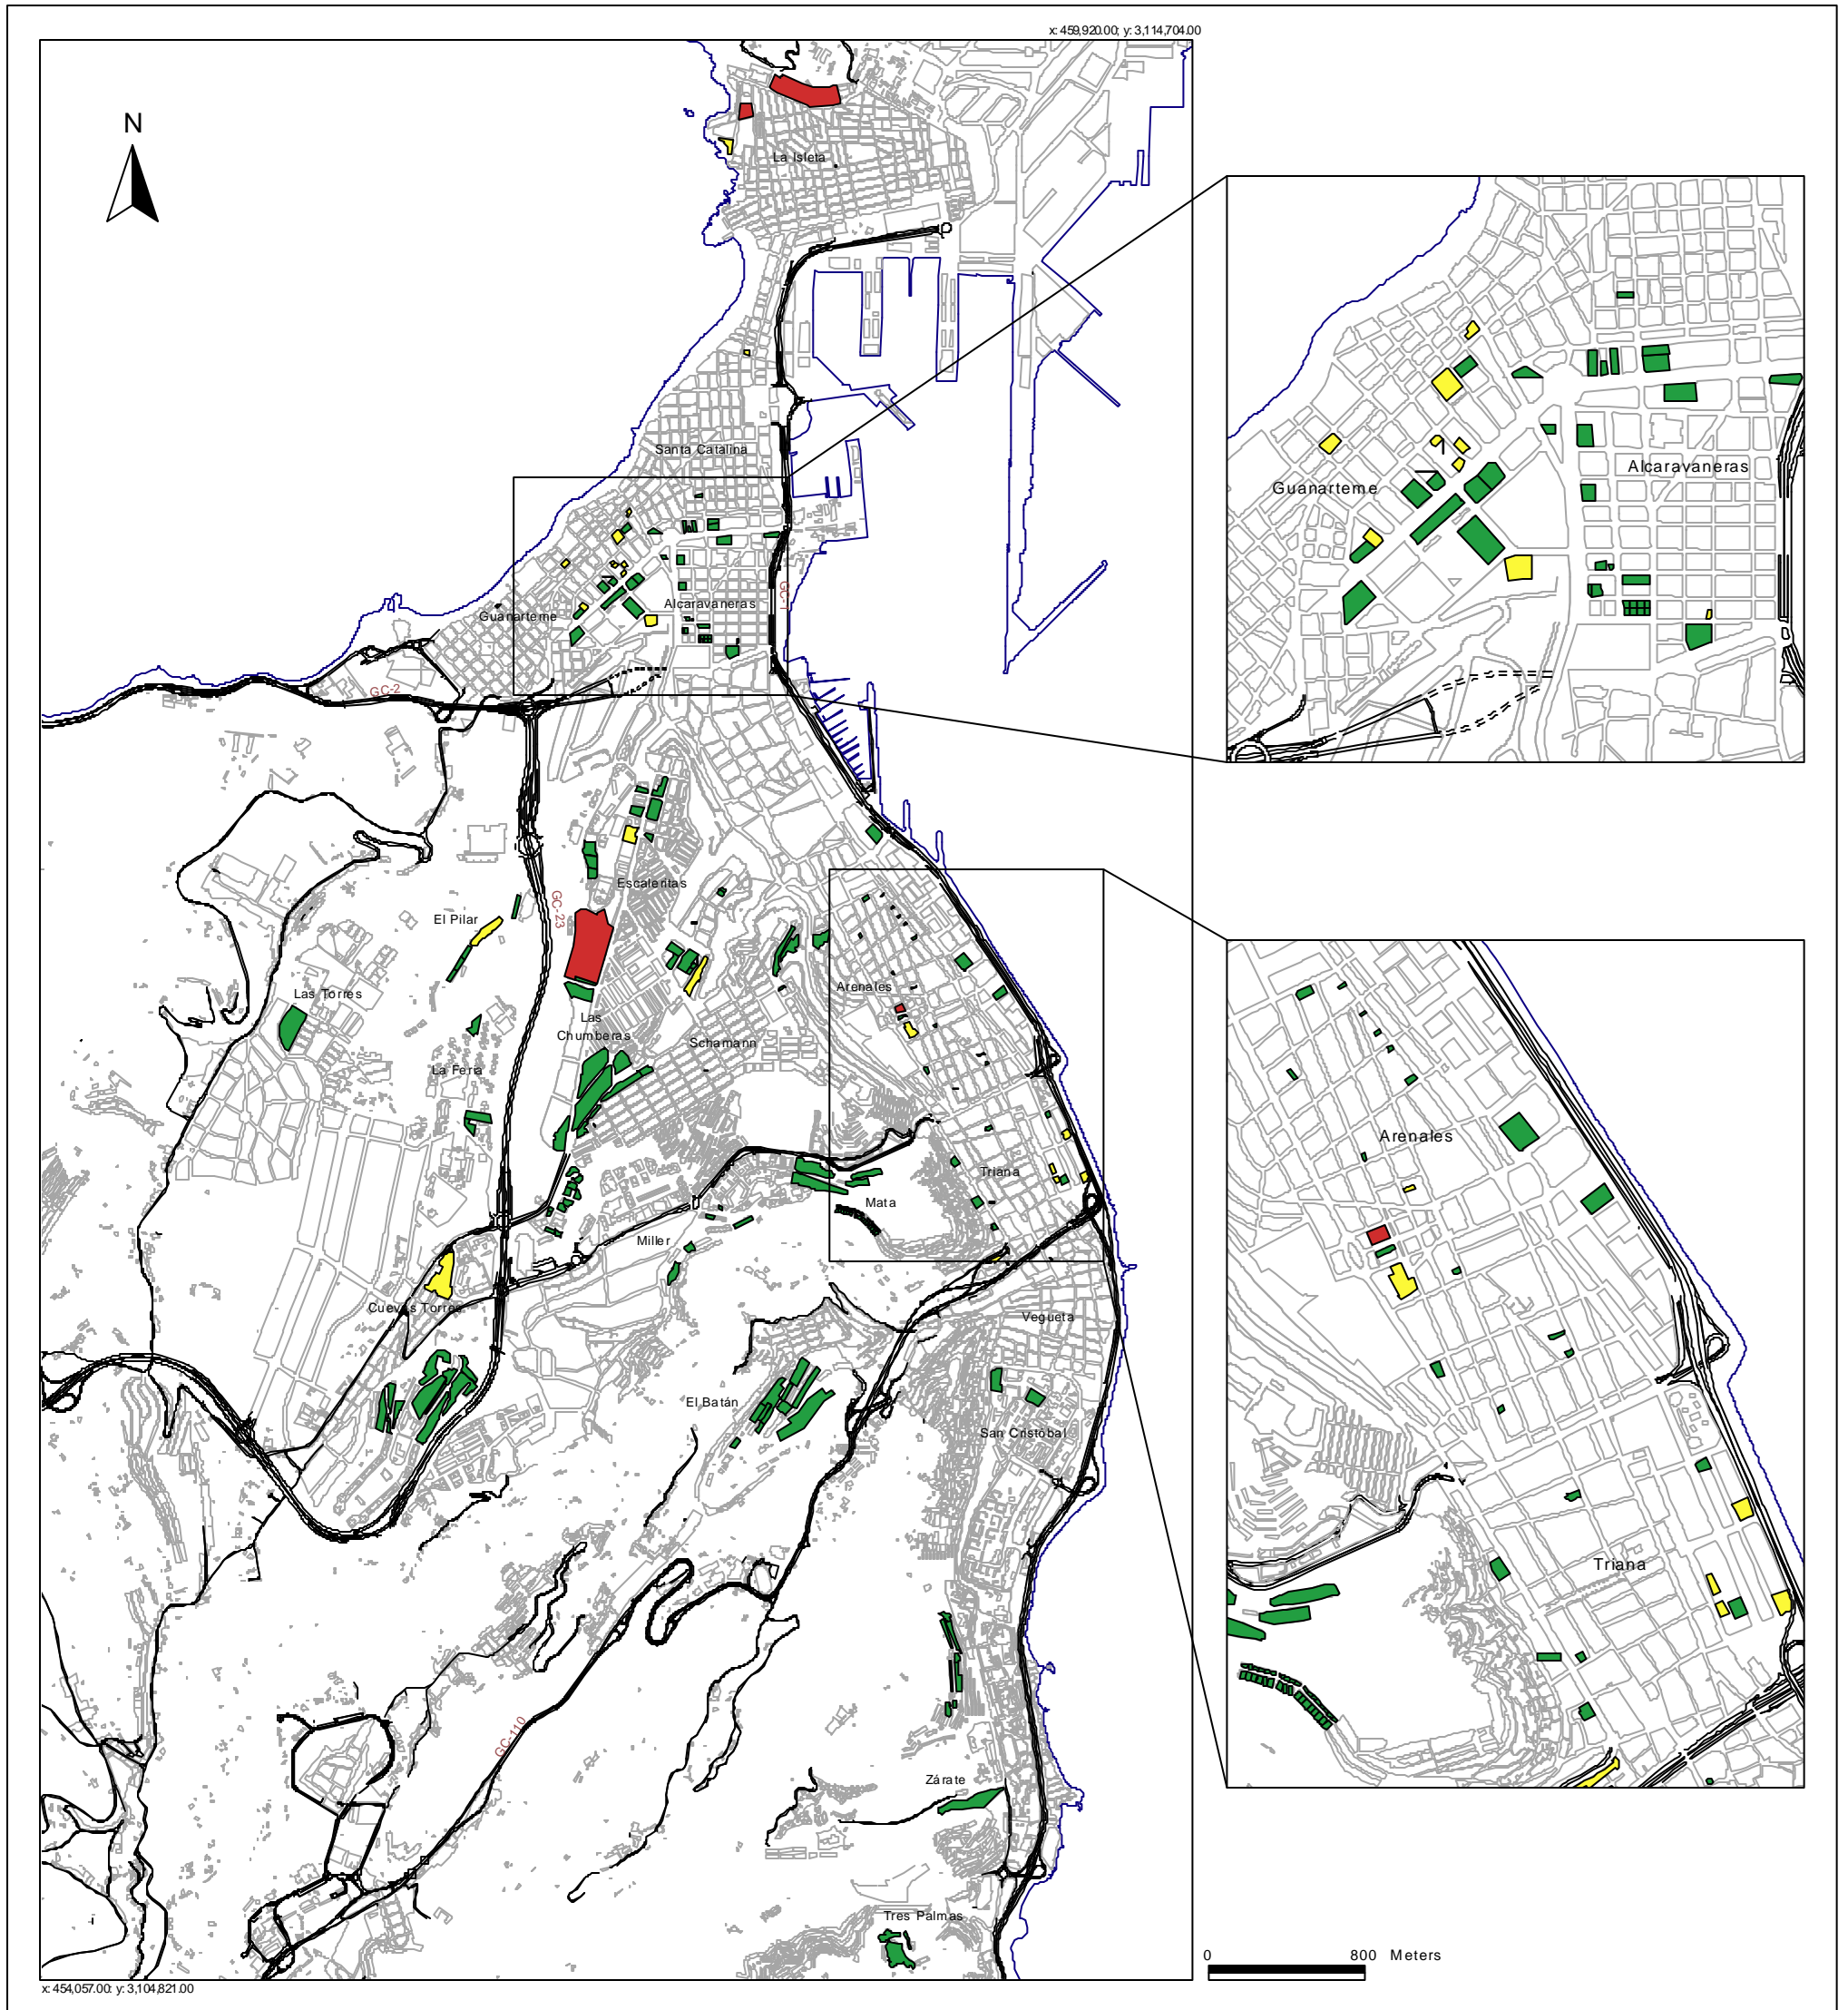 x: 459,920.00; y: 3,114,704.00
N
La Isleta
Santa Catalina
Guanarteme
Alcaravaneras
GC-1
GC-2
Escaleritas
GC-23
El Pilar
Las Torres
Las
Chumberas
Arenales
Schamann
La Feria
Triana
Mata
Miller
Cuevas Torres
Vegueta
El Batán
San Cristóbal
GC-110
Zárate
Tres Palmas
x: 454,057.00; y: 3,104,821.00
Guanarteme
Alcaravaneras
Arenales
Triana
0 800 Meters